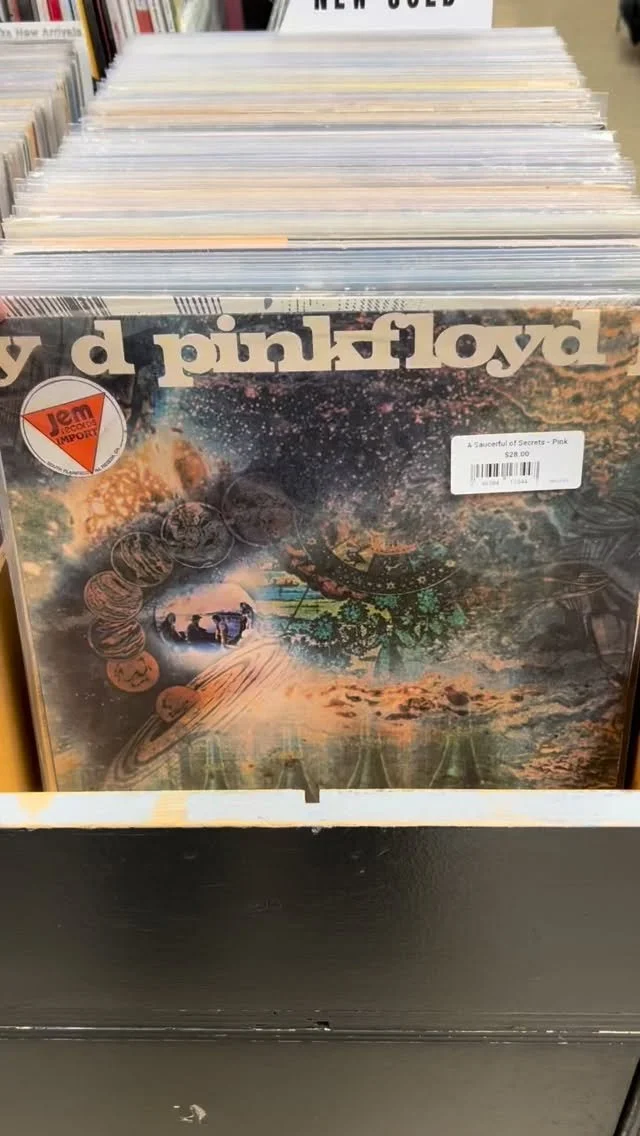 NEW USED
New Arrivals
y d pinkfloyd
Jem
RECORDS
IMPORT
A Saucerful of Secrets - Pink
$28.00